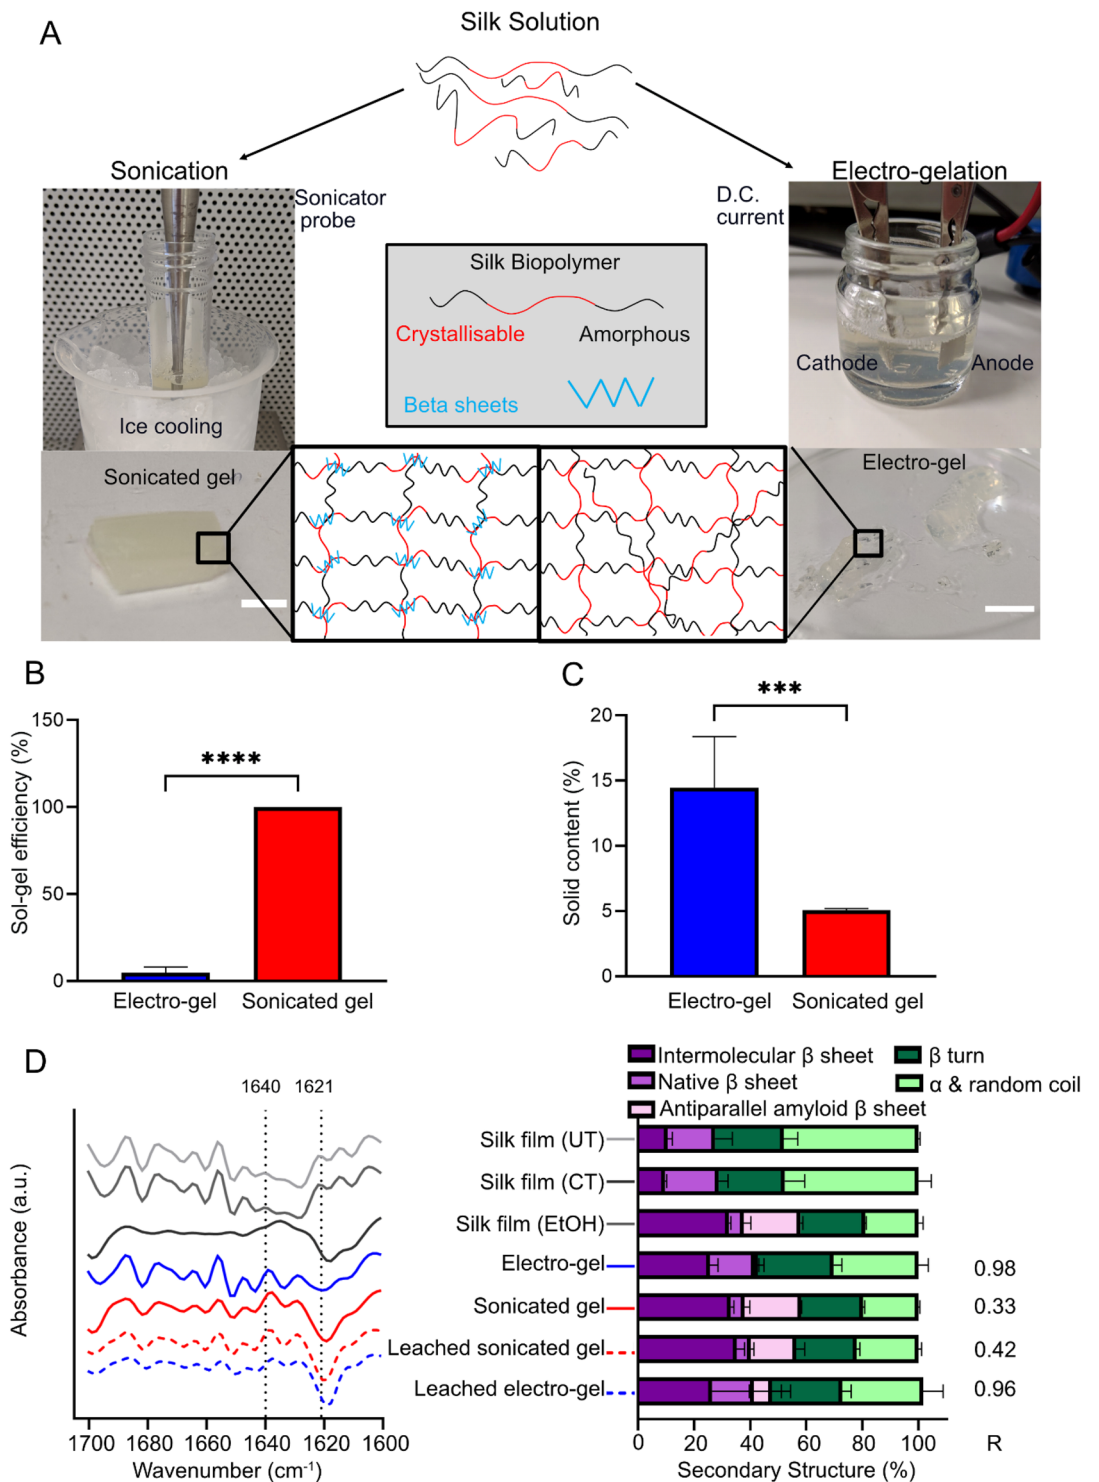 A
Silk Solution
Sonication
Electro-gelation
Sonicator
probe
D.C.
current
Silk Biopolymer
Crystallisable
Amorphous
Beta sheets
Cathode
Anode
Ice cooling
Sonicated gel
Electro-gel
B
150
100
50
0
Sol-gel efficiency (%)
****
Electro-gel
Sonicated gel
C
20
15
10
5
0
Solid content (%)
***
Electro-gel
Sonicated gel
D
1640
1621
Absorbance (a.u.)
1700
1680
1660
1640
1620
1600
Wavenumber (cm⁻¹)
Intermolecular β sheet
β turn
Native β sheet
α & random coil
Antiparallel amyloid β sheet
Silk film (UT)
Silk film (CT)
Silk film (EtOH)
Electro-gel
0.98
Sonicated gel
0.33
Leached sonicated gel
0.42
Leached electro-gel
0.96
0
20
40
60
80
100
R
Secondary Structure (%)